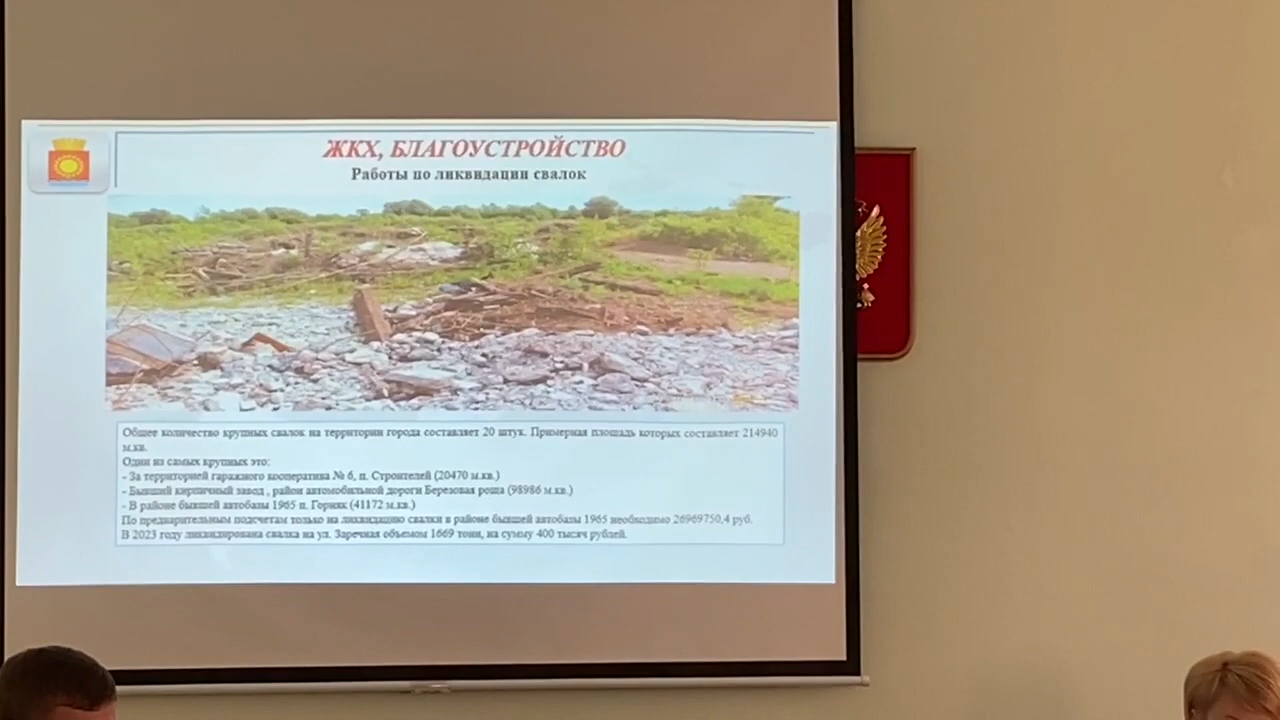 ЖКХ, БЛАГОУСТРОЙСТВО
Работы по ликвидации свалок
Общее количество крупных свалок на территории города составляет 20 штук. Примерная площадь которых составляет 214940
м.кв.
Одни из самых крупных это:
- За территорией гаражного кооператива № 6, п. Строителей (20470 м.кв.)
- Бывший кирпичный завод , район автомобильной дороги Березовая роща (98986 м.кв.)
- В районе бывшей автобазы 1965 п. Горняк (41172 м.кв.)
По предварительным подсчетам только на ликвидацию свалки в районе бывшей автобазы 1965 необходимо 26969750,4 руб.
В 2023 году ликвидирована свалка на ул. Заречная объемом 1669 тонн, на сумму 400 тысяч рублей.